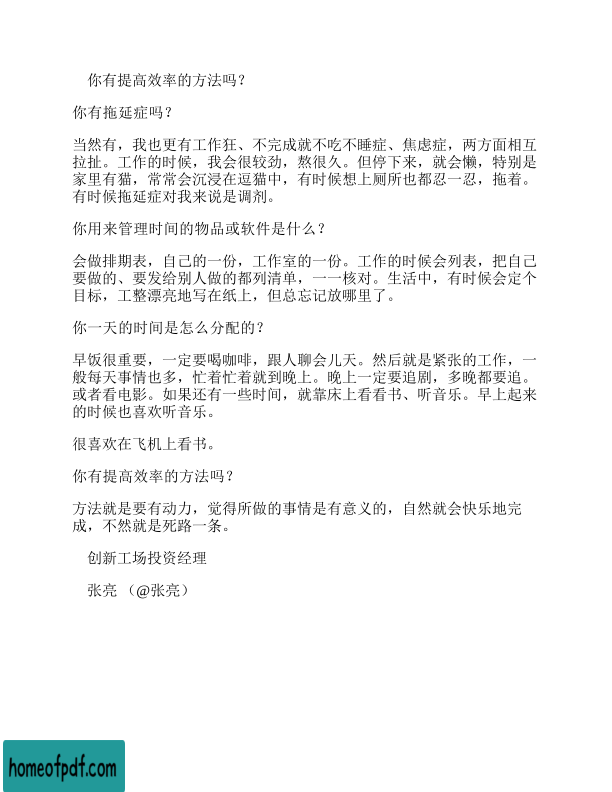 你有提高效率的方法吗？
你有拖延症吗？
当然有，我也更有工作狂、不完成就不吃不睡症、焦虑症，两方面相互
拉扯。工作的时候，我会很较劲，熬很久。但停下来，就会懒，特别是
家里有猫，常常会沉浸在逗猫中，有时候想上厕所也都忍一忍，拖着。
有时候拖延症对我来说是调剂。
你用来管理时间的物品或软件是什么？
会做排期表，自己的一份，工作室的一份。工作的时候会列表，把自己
要做的、要发给别人做的都列清单，一一核对。生活中，有时候会定个
目标，工整漂亮地写在纸上，但总忘记放哪里了。
你一天的时间是怎么分配的？
早饭很重要，一定要喝咖啡，跟人聊会儿天。然后就是紧张的工作，一
般每天事情也多，忙着忙着就到晚上。晚上一定要追剧，多晚都要追。
或者看电影。如果还有一些时间，就靠床上看看书、听音乐。早上起来
的时候也喜欢听音乐。
很喜欢在飞机上看书。
你有提高效率的方法吗？
方法就是要有动力，觉得所做的事情是有意义的，自然就会快乐地完
成，不然就是死路一条。
创新工场投资经理
张亮 （@张亮）
homeofpdf.com